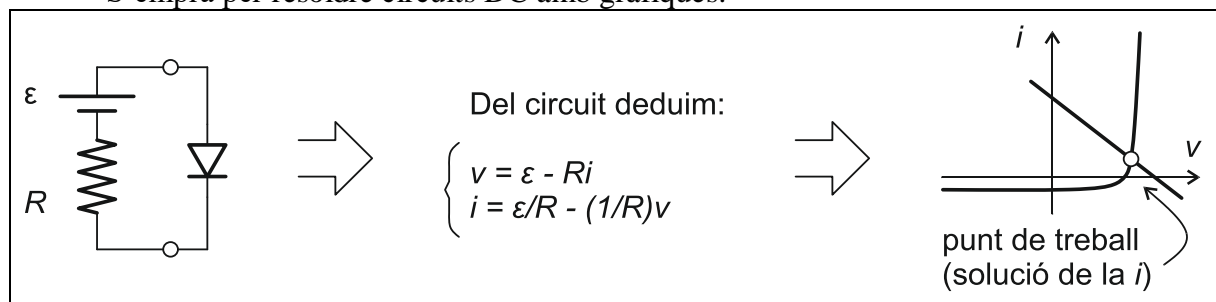 S'empra per resoldre circuits DC amb gràfiques.
ε
R
Del circuit deduim:
v = ε - Ri
i = ε/R - (1/R)v
i
v
punt de treball
(solució de la i)